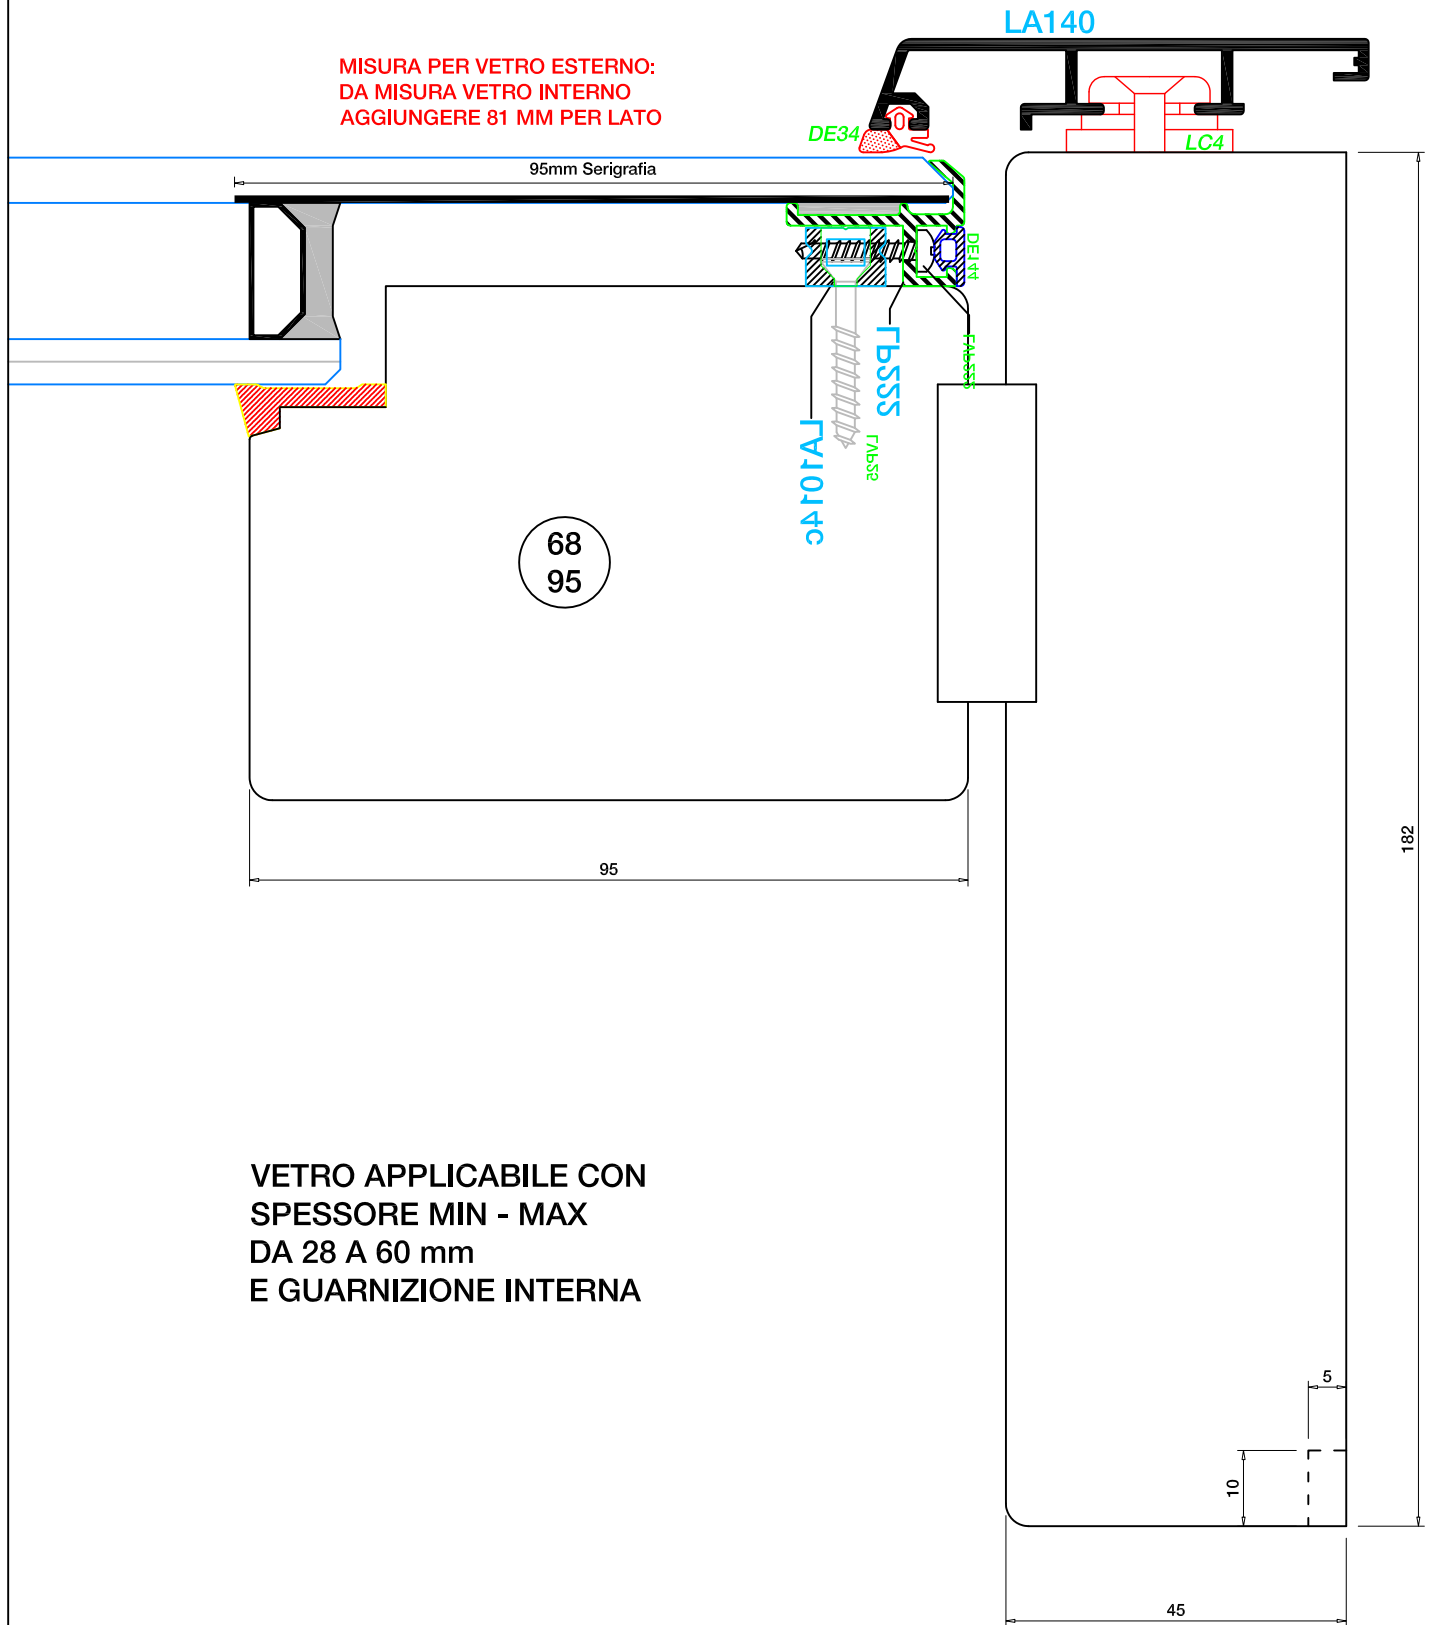 LA140
MISURA PER VETRO ESTERNO:
DA MISURA VETRO INTERNO
AGGIUNGERE 81 MM PER LATO
DE34
LC4
95mm Serigrafia
DE144
LP222
LVP25
LA1014c
68
95
95
182
VETRO APPLICABILE CON
SPESSORE MIN - MAX
DA 28 A 60 mm
E GUARNIZIONE INTERNA
5
10
45